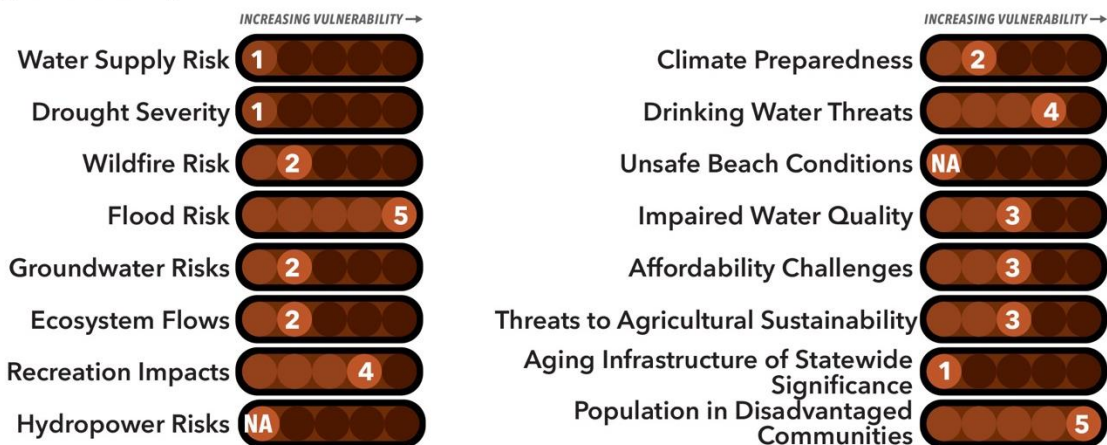 INCREASING VULNERABILITY →
Water Supply Risk 1
Drought Severity 1
Wildfire Risk 2
Flood Risk 5
Groundwater Risks 2
Ecosystem Flows 2
Recreation Impacts 4
Hydropower Risks NA
INCREASING VULNERABILITY →
Climate Preparedness 2
Drinking Water Threats 4
Unsafe Beach Conditions NA
Impaired Water Quality 3
Affordability Challenges 3
Threats to Agricultural Sustainability 3
Aging Infrastructure of Statewide
Significance 1
Population in Disadvantaged
Communities 5